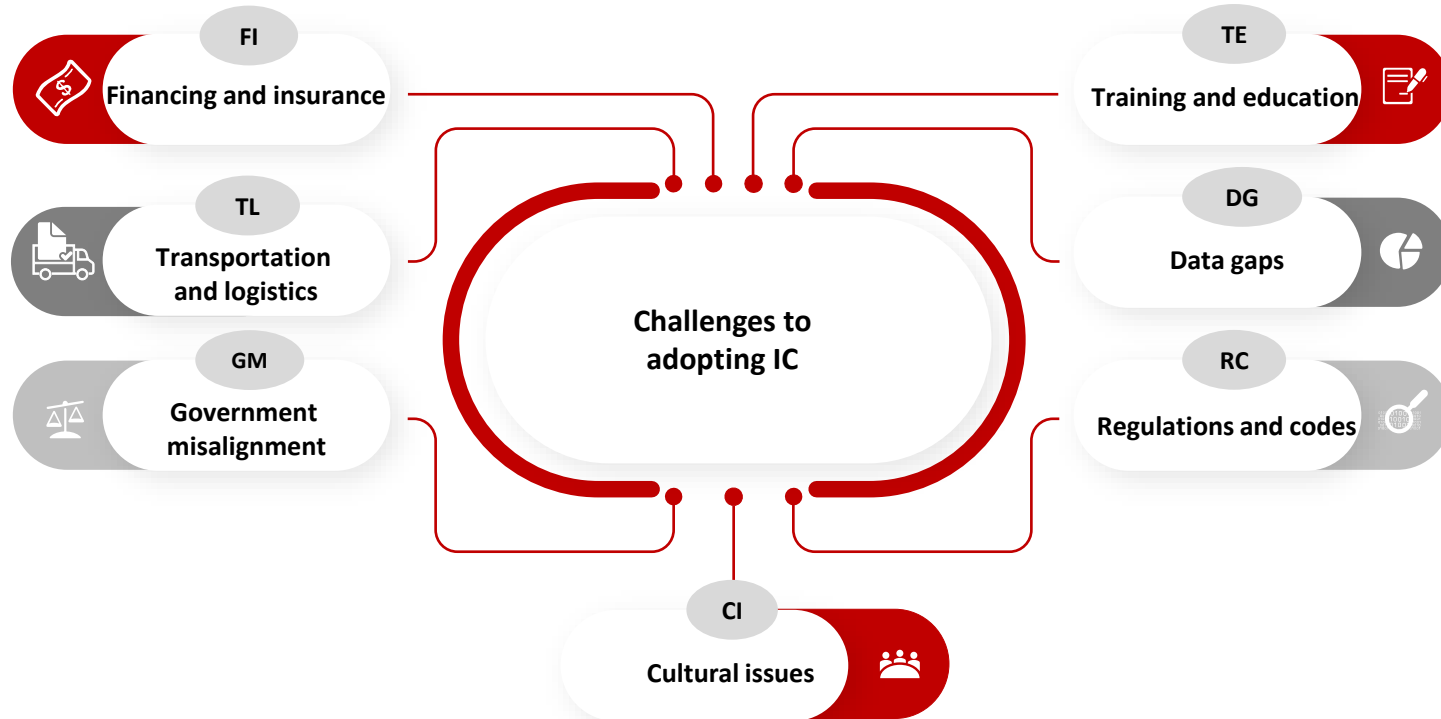 FI
Financing and insurance
TL
Transportation
and logistics
GM
Government
misalignment
Challenges to
adopting IC
TE
Training and education
DG
Data gaps
RC
Regulations and codes
CI
Cultural issues
$